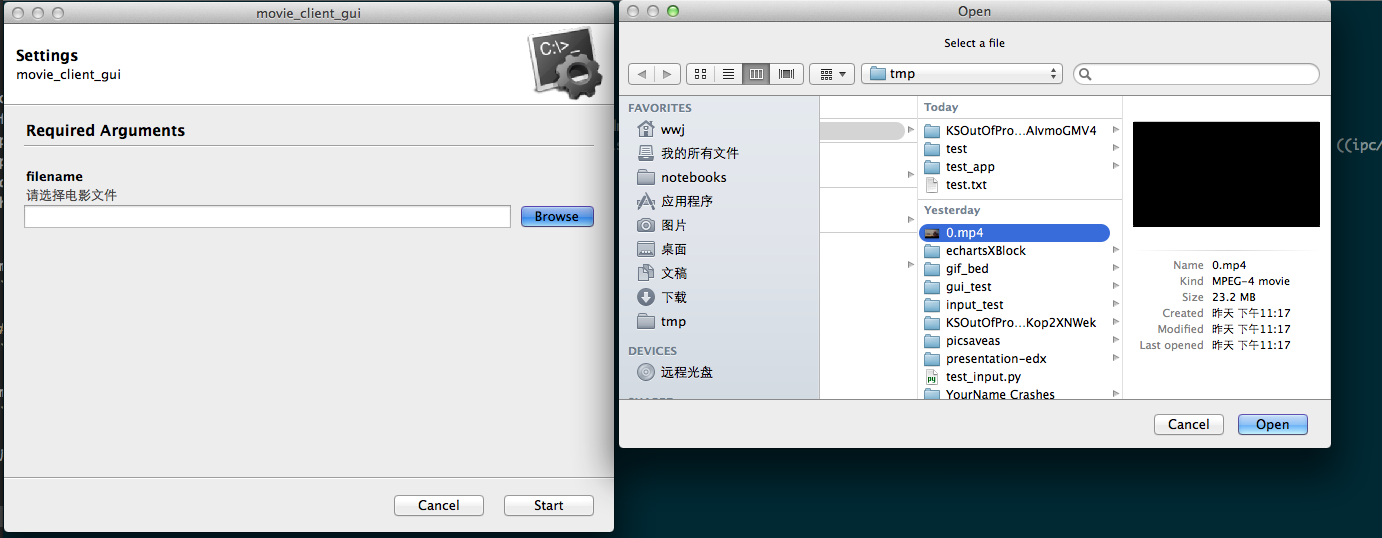 movie_client_gui
Settings
movie_client_gui
C:\>_
Required Arguments
filename
请选择电影文件
Browse
Cancel
Start
Open
Select a file
tmp
FAVORITES
wwj
我的所有文件
notebooks
应用程序
图片
桌面
文稿
下载
tmp
DEVICES
远程光盘
Today
KSOutOfPro...AlvmoGMV4
test
test_app
test.txt
Yesterday
0.mp4
echartsXBlock
gif_bed
gui_test
input_test
KSOutOfPro...Kop2XNWek
picsaveas
presentation-edx
test_input.py
YourName Crashes
Name 0.mp4
Kind MPEG-4 movie
Size 23.2 MB
Created 昨天 下午11:17
Modified 昨天 下午11:17
Last opened 昨天 下午11:17
Cancel
Open
((ipc/